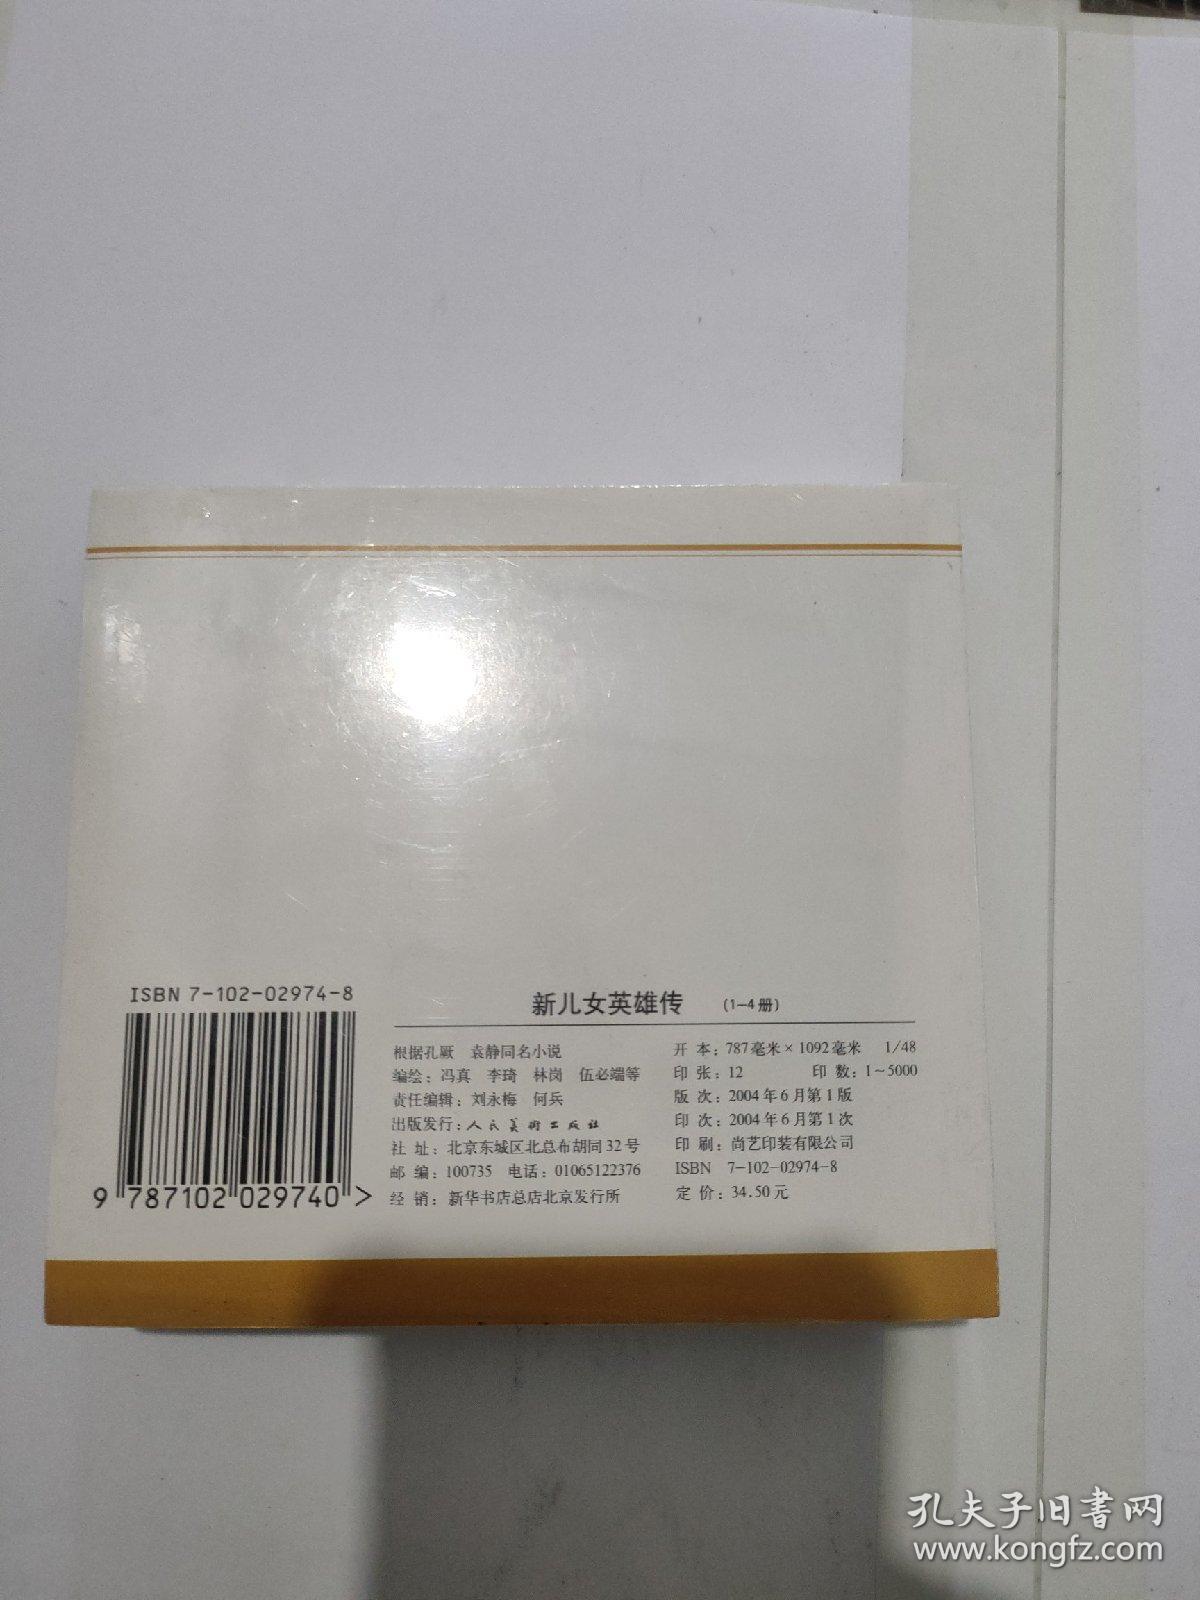 ISBN 7-102-02974-8
9 787102 029740 >
新儿女英雄传 (1-4册)
根据孔厥 袁静同名小说
编绘：冯真 李琦 林岗 伍必端等
责任编辑：刘永梅 何兵
出版发行：人民美术出版社
社 址：北京东城区北总布胡同32号
邮 编：100735 电话：01065122376
经 销：新华书店总店北京发行所
开 本：787毫米×1092毫米 1/48
印 张：12 印 数：1～5000
版 次：2004年6月第1版
印 次：2004年6月第1次
印 刷：尚艺印装有限公司
ISBN 7-102-02974-8
定 价：34.50元
孔夫子旧書网
www.kongfz.com